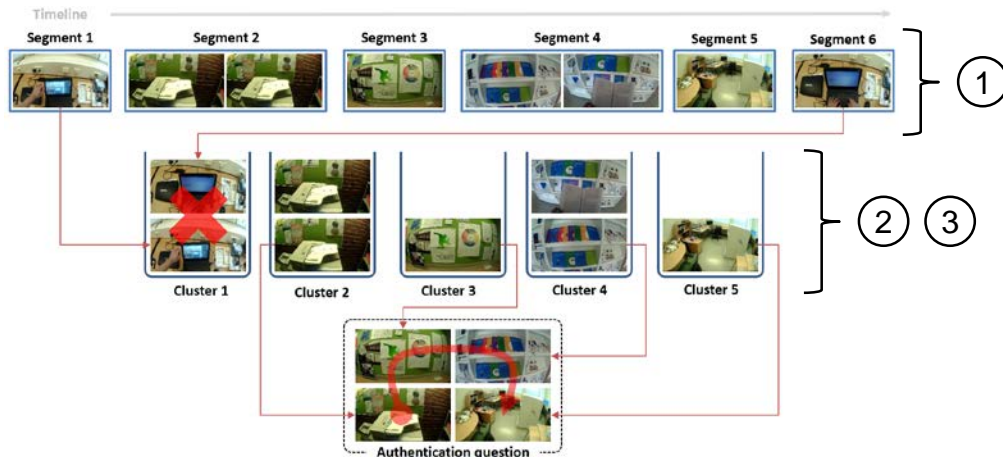 Timeline
Segment 1 Segment 2 Segment 3 Segment 4 Segment 5 Segment 6
1
2 3
Cluster 1 Cluster 2 Cluster 3 Cluster 4 Cluster 5
Authentication question